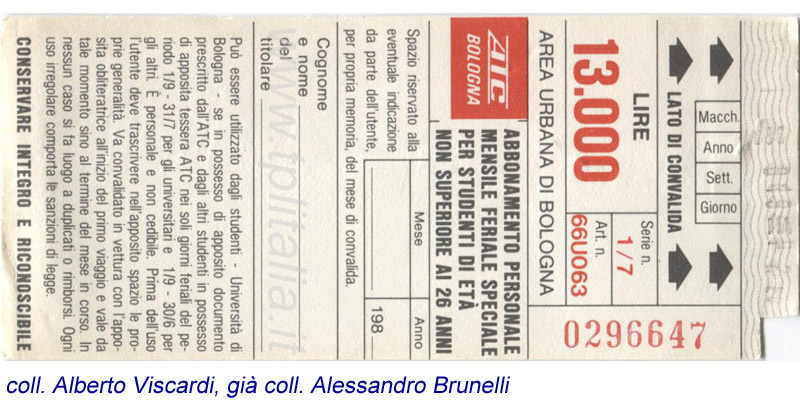 LATO DI CONVALIDA
Macch.
Anno
Sett.
Giorno
LIRE
13.000
Serie n.
1/7
Art. n.
66U063
0296647
AREA URBANA DI BOLOGNA
ATC
BOLOGNA
ABBONAMENTO PERSONALE
MENSILE FERIALE SPECIALE
PER STUDENTI DI ETÀ
NON SUPERIORE AI 26 ANNI
Spazio riservato alla
eventuale indicazione
da parte dell'utente,
per propria memoria, del mese di convalida.
Mese
Anno
198
Cognome
e nome
del
titolare
www.tplitalia.it
Può essere utilizzato dagli studenti - Università di
Bologna - se in possesso di apposito documento
prescritto dall'ATC e dagli altri studenti in possesso
di apposita tessera ATC nei soli giorni feriali del pe-
riodo 1/9 - 31/7 per gli universitari e 1/9 - 30/6 per
gli altri. È personale e non cedibile. Prima dell'uso
l'utente deve trascrivere nell'apposito spazio le pro-
prie generalità. Va convalidato in vettura con l'appo-
sita obliteratrice all'inizio del primo viaggio e vale da
tale momento sino al termine del mese in corso. In
nessun caso si fa luogo a duplicati o rimborsi. Ogni
uso irregolare comporta le sanzioni di legge.
CONSERVARE INTEGRO E RICONOSCIBILE
coll. Alberto Viscardi, già coll. Alessandro Brunelli